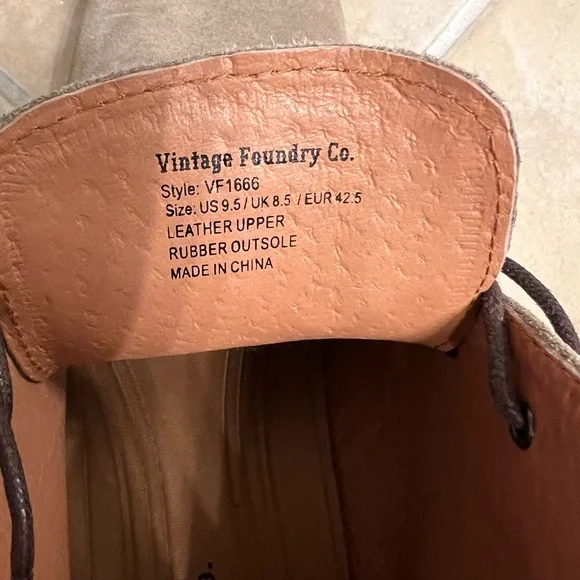 Vintage Foundry Co.
Style: VF1666
Size: US 9.5 / UK 8.5 / EUR 42.5
LEATHER UPPER
RUBBER OUTSOLE
MADE IN CHINA